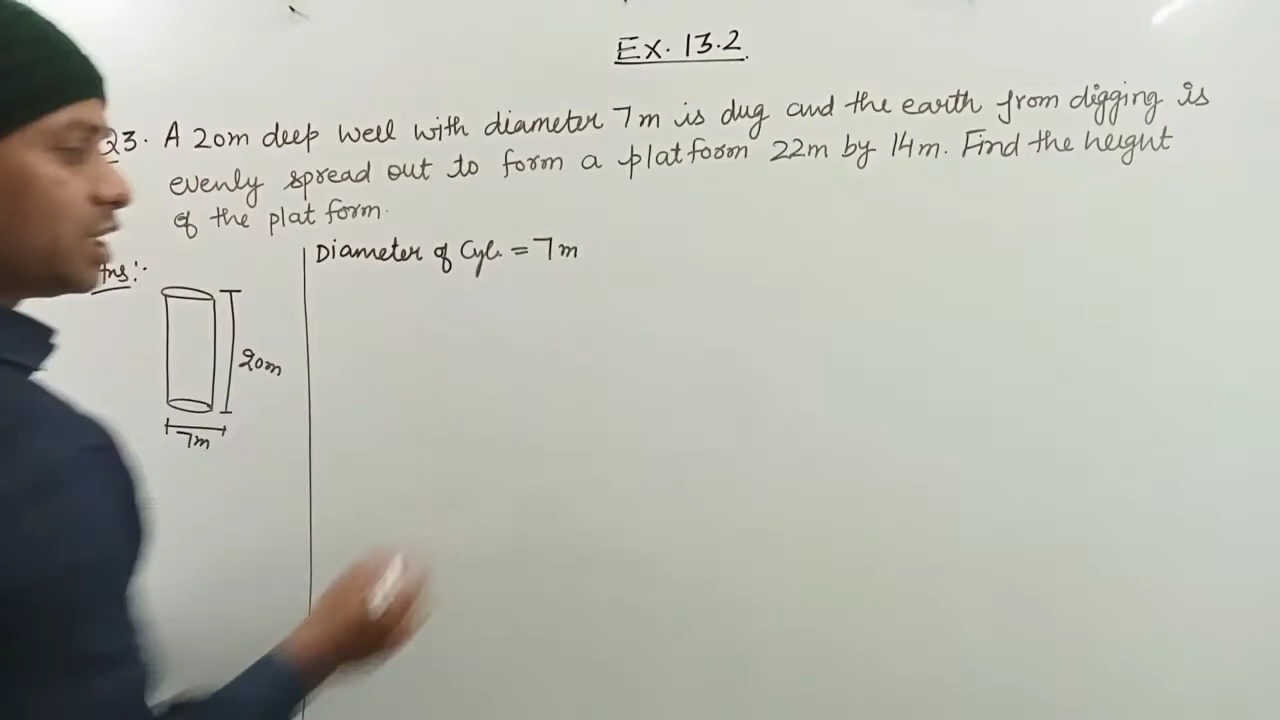 Ex. 13.2
Q3. A 20m deep well with diameter 7m is dug and the earth from digging is
evenly spread out to form a platform 22m by 14m. Find the height
of the plat form.
Ans:-
Diameter of Cyl. = 7m
20m
7m